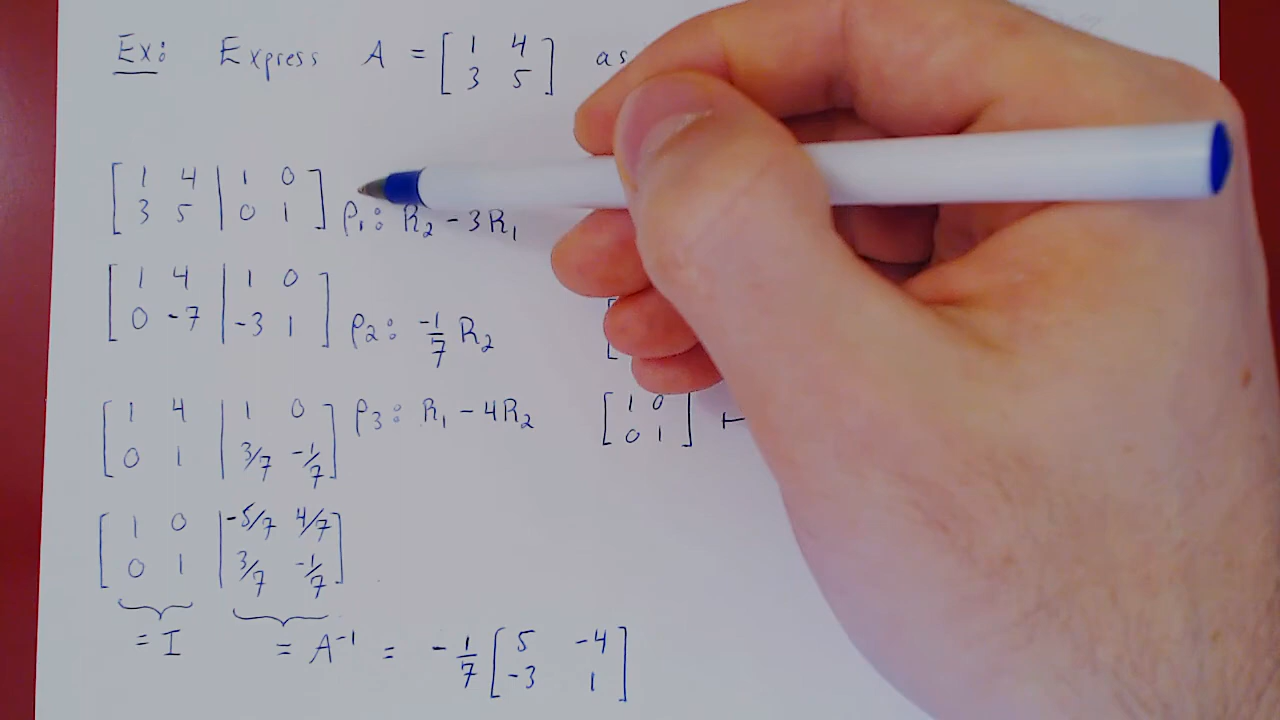 Ex: Express A = [ 1 4 ] as
[ 3 5 ]
[ 1 4 | 1 0 ]
[ 3 5 | 0 1 ] ρ1: R2 - 3R1
[ 1 4 | 1 0 ]
[ 0 -7 | -3 1 ] ρ2: -1/7 R2
[ 1 4 | 1 0 ] ρ3: R1 - 4R2 [ 1 0 ]
[ 0 1 | 3/7 -1/7 ] [ 0 1 ]
[ 1 0 | -5/7 4/7 ]
[ 0 1 | 3/7 -1/7 ]
= I = A⁻¹ = -1/7 [ 5 -4 ]
[ -3 1 ]